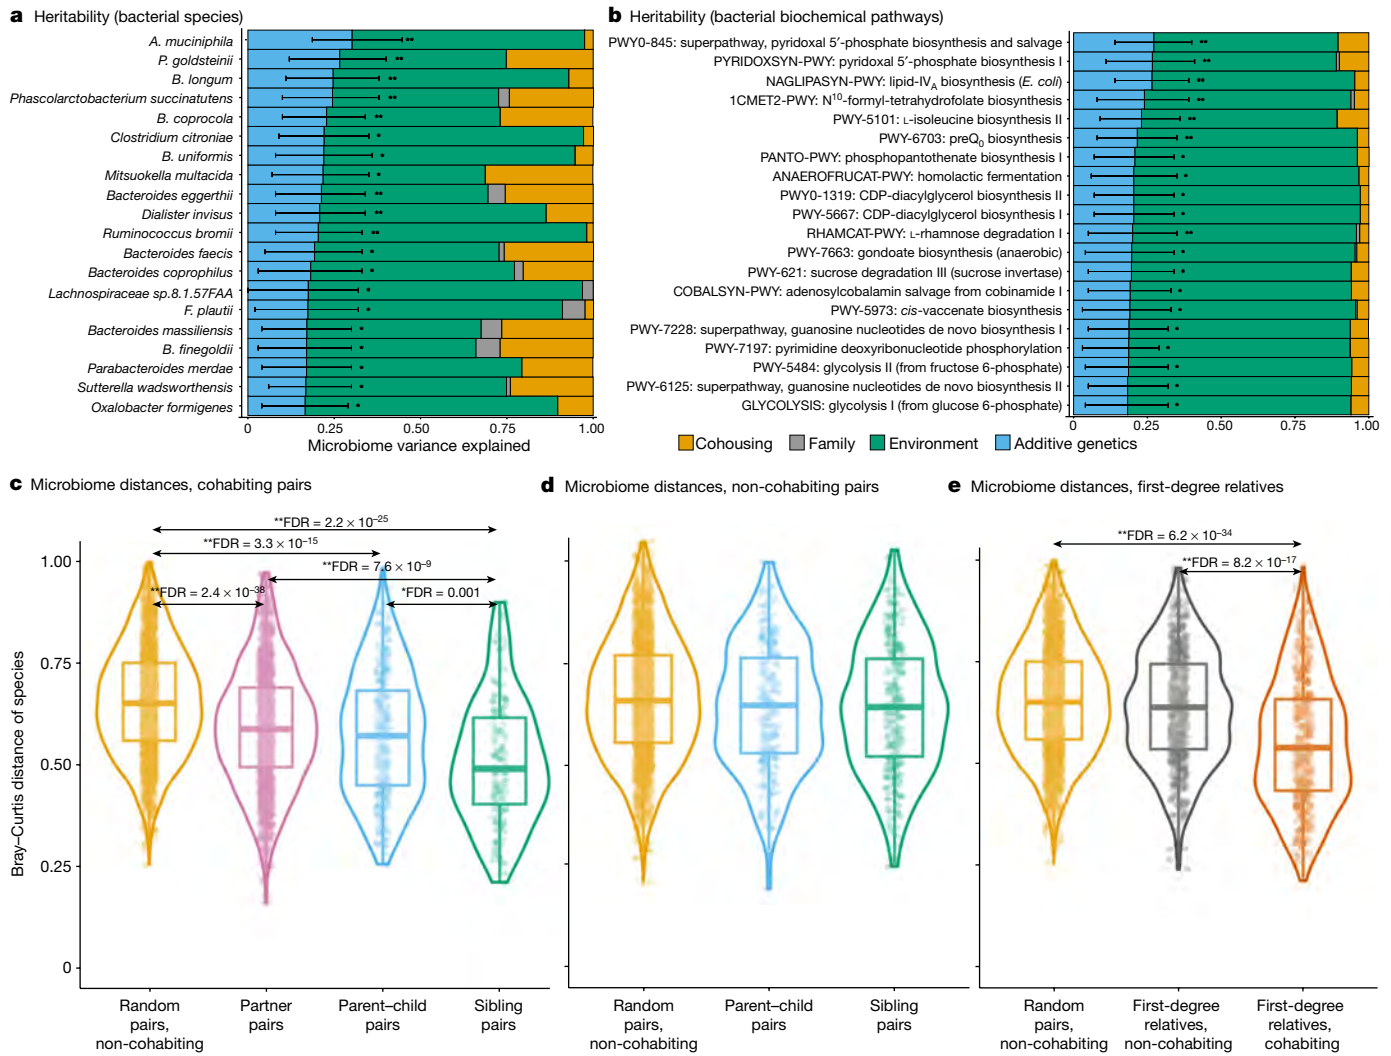 a Heritability (bacterial species)
A. muciniphila
P. goldsteinii
B. longum
Phascolarctobacterium succinatutens
B. coprocola
Clostridium citroniae
B. uniformis
Mitsuokella multacida
Bacteroides eggerthii
Dialister invisus
Ruminococcus bromii
Bacteroides faecis
Bacteroides coprophilus
Lachnospiraceae sp.8.1.57FAA
F. plautii
Bacteroides massiliensis
B. finegoldii
Parabacteroides merdae
Sutterella wadsworthensis
Oxalobacter formigenes
** ** ** ** ** * * * ** ** ** * * * * * * * * *
0 0.25 0.50 0.75 1.00
Microbiome variance explained
b Heritability (bacterial biochemical pathways)
PWY0-845: superpathway, pyridoxal 5′-phosphate biosynthesis and salvage
PYRIDOXSYN-PWY: pyridoxal 5′-phosphate biosynthesis I
NAGLIPASYN-PWY: lipid-IV_A biosynthesis (E. coli)
1CMET2-PWY: N¹⁰-formyl-tetrahydrofolate biosynthesis
PWY-5101: L-isoleucine biosynthesis II
PWY-6703: preQ₀ biosynthesis
PANTO-PWY: phosphopantothenate biosynthesis I
ANAEROFRUCAT-PWY: homolactic fermentation
PWY0-1319: CDP-diacylglycerol biosynthesis II
PWY-5667: CDP-diacylglycerol biosynthesis I
RHAMCAT-PWY: L-rhamnose degradation I
PWY-7663: gondoate biosynthesis (anaerobic)
PWY-621: sucrose degradation III (sucrose invertase)
COBALSYN-PWY: adenosylcobalamin salvage from cobinamide I
PWY-5973: cis-vaccenate biosynthesis
PWY-7228: superpathway, guanosine nucleotides de novo biosynthesis I
PWY-7197: pyrimidine deoxyribonucleotide phosphorylation
PWY-5484: glycolysis II (from fructose 6-phosphate)
PWY-6125: superpathway, guanosine nucleotides de novo biosynthesis II
GLYCOLYSIS: glycolysis I (from glucose 6-phosphate)
** ** ** ** ** ** * * * * ** * * * * * * * * *
0 0.25 0.50 0.75 1.00
Cohousing Family Environment Additive genetics
c Microbiome distances, cohabiting pairs
**FDR = 2.2 × 10⁻²⁵
**FDR = 3.3 × 10⁻¹⁵
**FDR = 7.6 × 10⁻⁹
**FDR = 2.4 × 10⁻³⁸
*FDR = 0.001
Bray–Curtis distance of species
1.00
0.75
0.50
0.25
0
Random pairs, non-cohabiting
Partner pairs
Parent–child pairs
Sibling pairs
d Microbiome distances, non-cohabiting pairs
Random pairs, non-cohabiting
Parent–child pairs
Sibling pairs
e Microbiome distances, first-degree relatives
**FDR = 6.2 × 10⁻³⁴
**FDR = 8.2 × 10⁻¹⁷
Random pairs, non-cohabiting
First-degree relatives, non-cohabiting
First-degree relatives, cohabiting